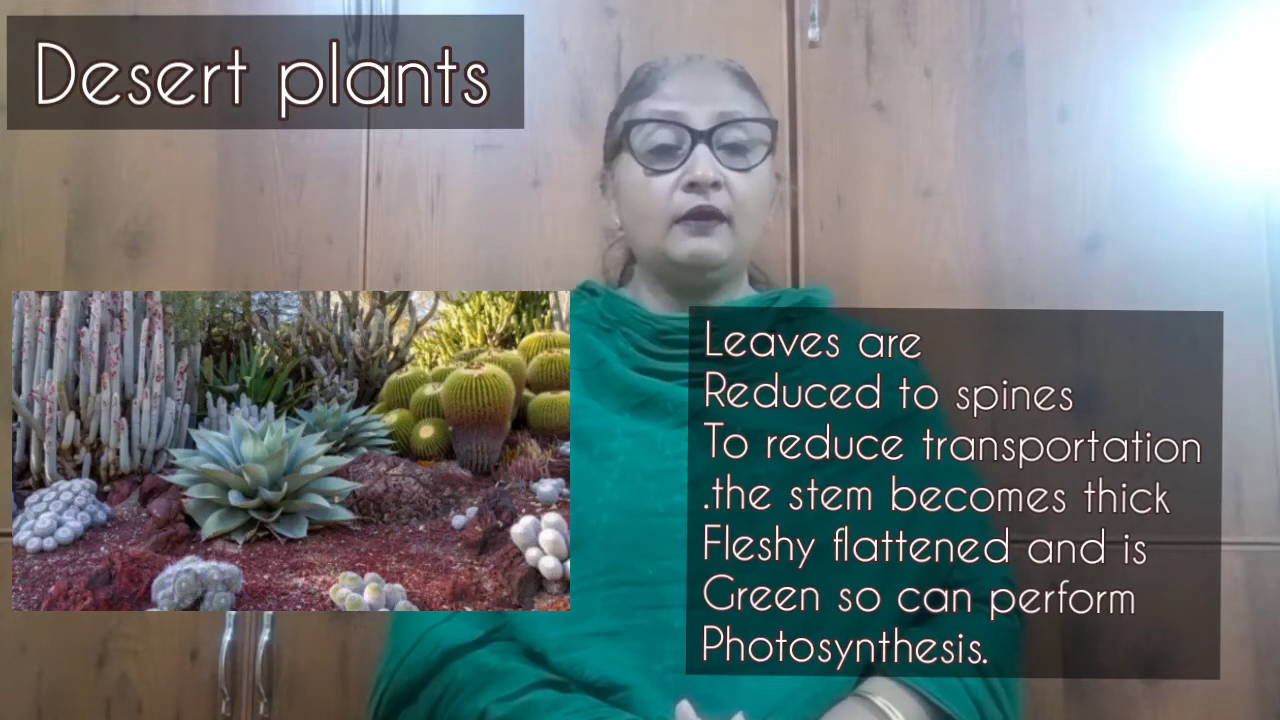 Desert plants
Leaves are
Reduced to spines
To reduce transportation
.the stem becomes thick
Fleshy flattened and is
Green so can perform
Photosynthesis.